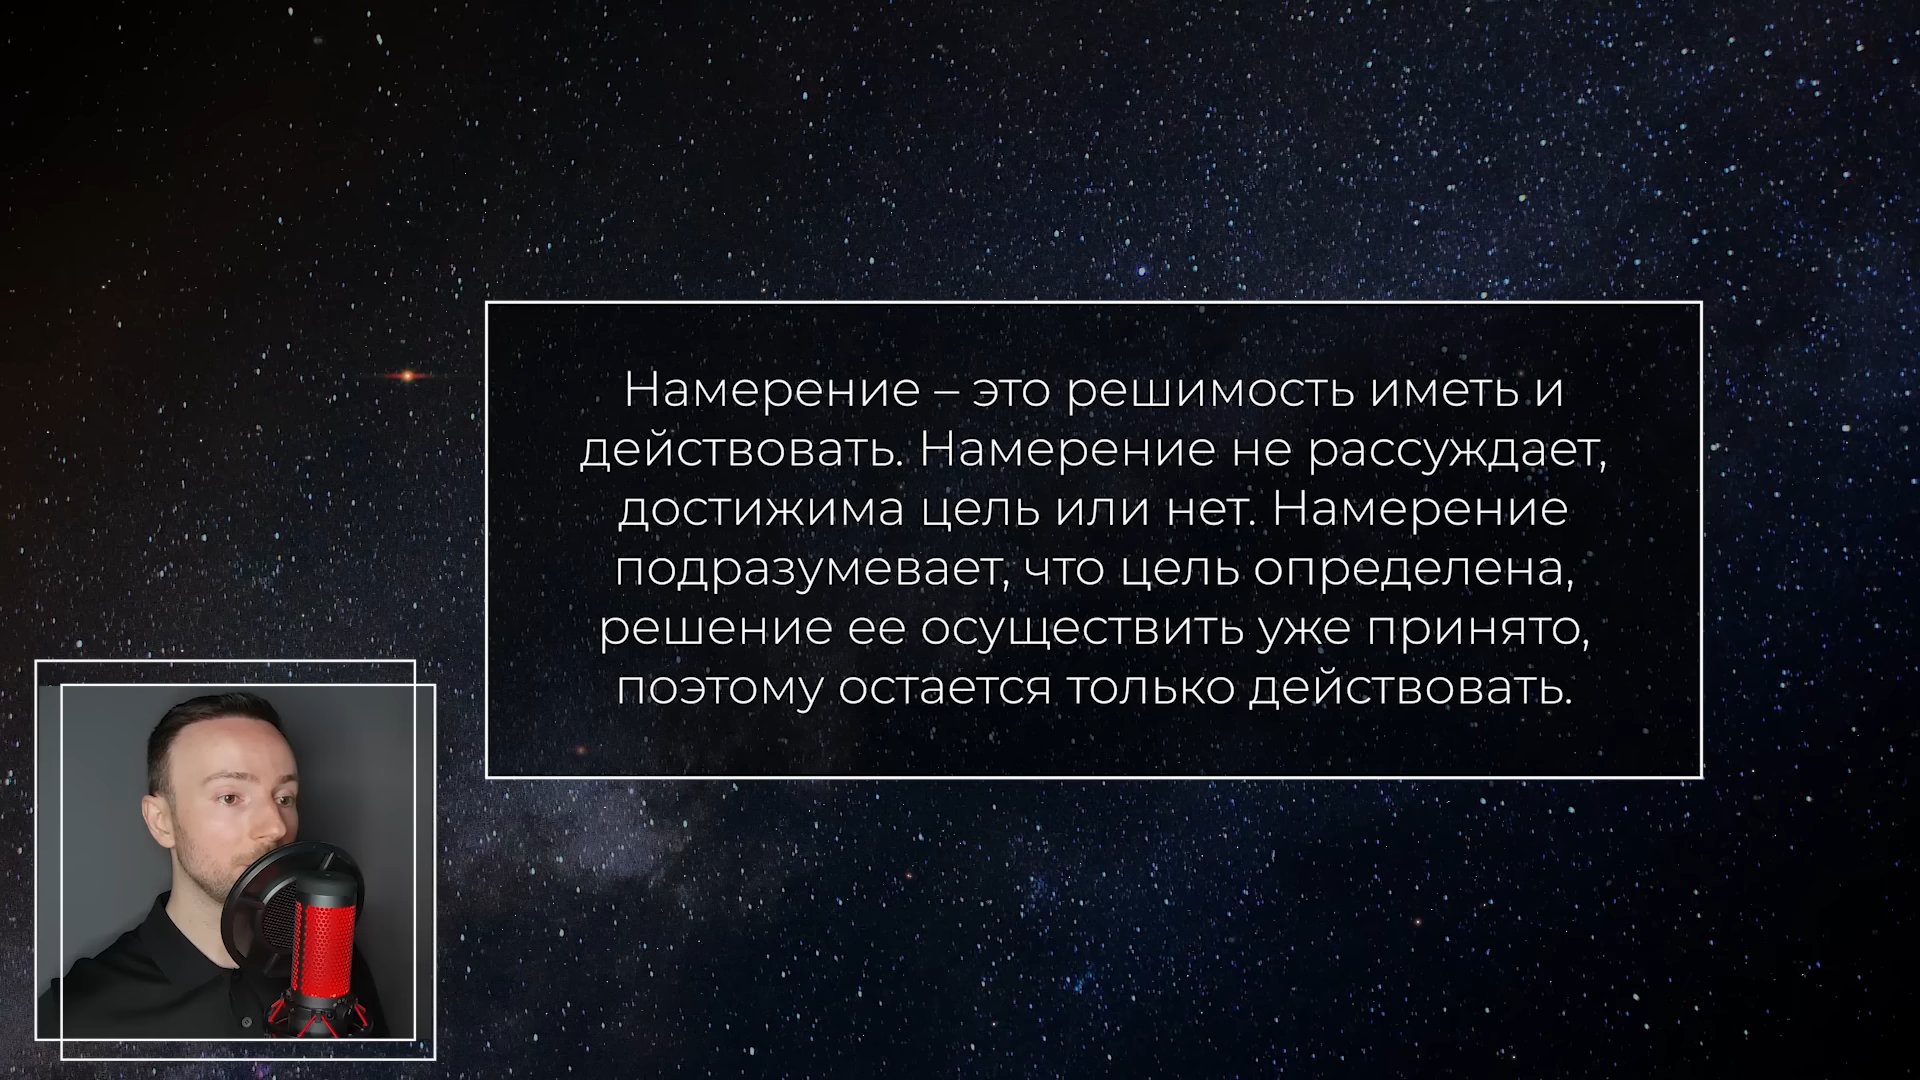 Намерение – это решимость иметь и
действовать. Намерение не рассуждает,
достижима цель или нет. Намерение
подразумевает, что цель определена,
решение ее осуществить уже принято,
поэтому остается только действовать.